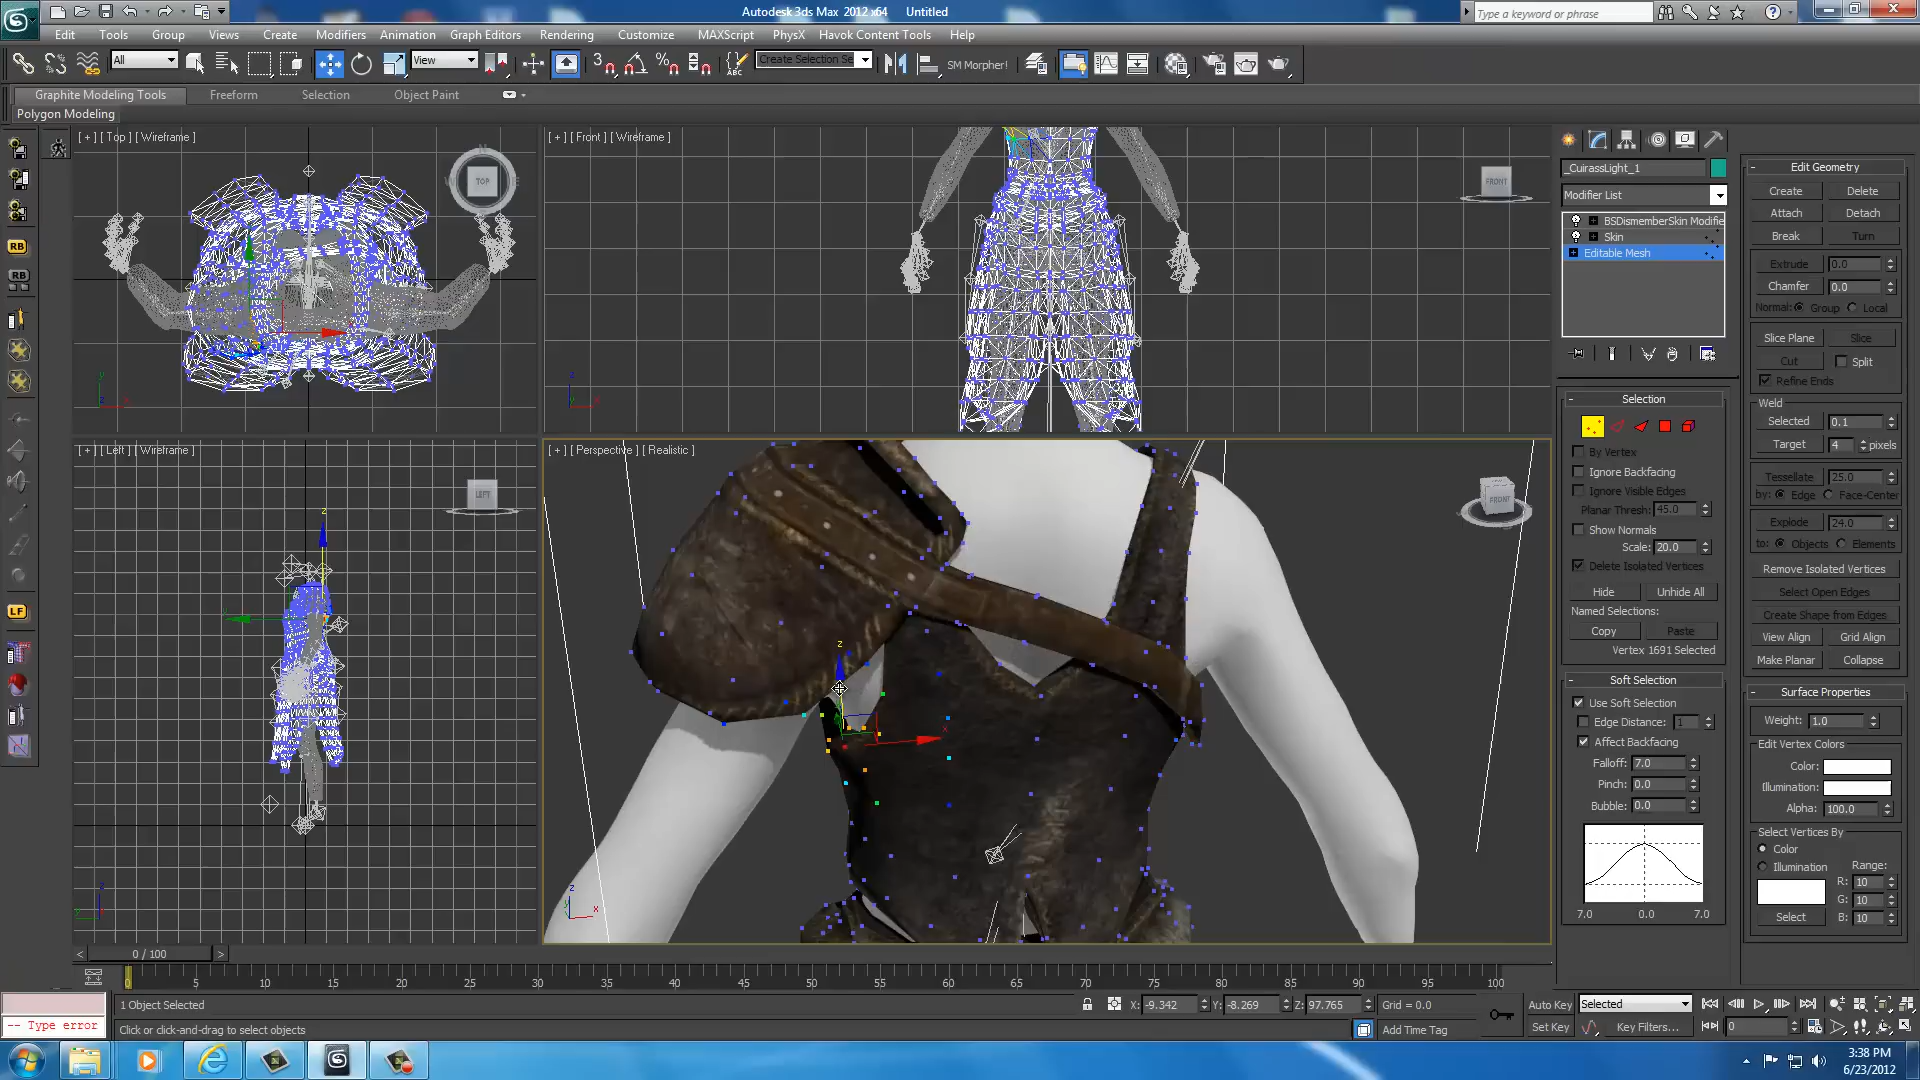 Autodesk 3ds Max 2012 x64 Untitled
Type a keyword or phrase
Edit Tools Group Views Create Modifiers Animation Graph Editors Rendering Customize MAXScript PhysX Havok Content Tools Help
All View 3 Create Selection Se SM Morpher!
Graphite Modeling Tools Freeform Selection Object Paint
Polygon Modeling
[ + ] [ Top ] [ Wireframe ]
TOP
[ + ] [ Front ] [ Wireframe ]
FRONT
[ + ] [ Left ] [ Wireframe ]
LEFT
[ + ] [ Perspective ] [ Realistic ]
FRONT
RB
RB
LF
_CuirassLight_1
Modifier List
BSDismemberSkin Modifie
Skin
Editable Mesh
Selection
By Vertex
Ignore Backfacing
Ignore Visible Edges
Planar Thresh: 45.0
Show Normals
Scale: 20.0
Delete Isolated Vertices
Hide Unhide All
Named Selections:
Copy Paste
Vertex 1691 Selected
Soft Selection
Use Soft Selection
Edge Distance: 1
Affect Backfacing
Falloff: 7.0
Pinch: 0.0
Bubble: 0.0
7.0 0.0 7.0
Edit Geometry
Create Delete
Attach Detach
Break Turn
Extrude 0.0
Chamfer 0.0
Normal: Group Local
Slice Plane Slice
Cut Split
Refine Ends
Weld
Selected 0.1
Target 4 pixels
Tessellate 25.0
by: Edge Face-Center
Explode 24.0
to: Objects Elements
Remove Isolated Vertices
Select Open Edges
Create Shape from Edges
View Align Grid Align
Make Planar Collapse
Surface Properties
Weight: 1.0
Edit Vertex Colors
Color:
Illumination:
Alpha: 100.0
Select Vertices By
Color
Illumination Range:
R: 10
G: 10
Select B: 10
< 0 / 100 >
0 5 10 15 20 25 30 35 40 45 50 55 60 65 70 75 80 85 90 95 100
1 Object Selected X: -9.342 Y: -8.269 Z: 97.765 Grid = 0.0 Auto Key Selected
-- Type error Click or click-and-drag to select objects Add Time Tag Set Key Key Filters... 0
3:38 PM
6/23/2012